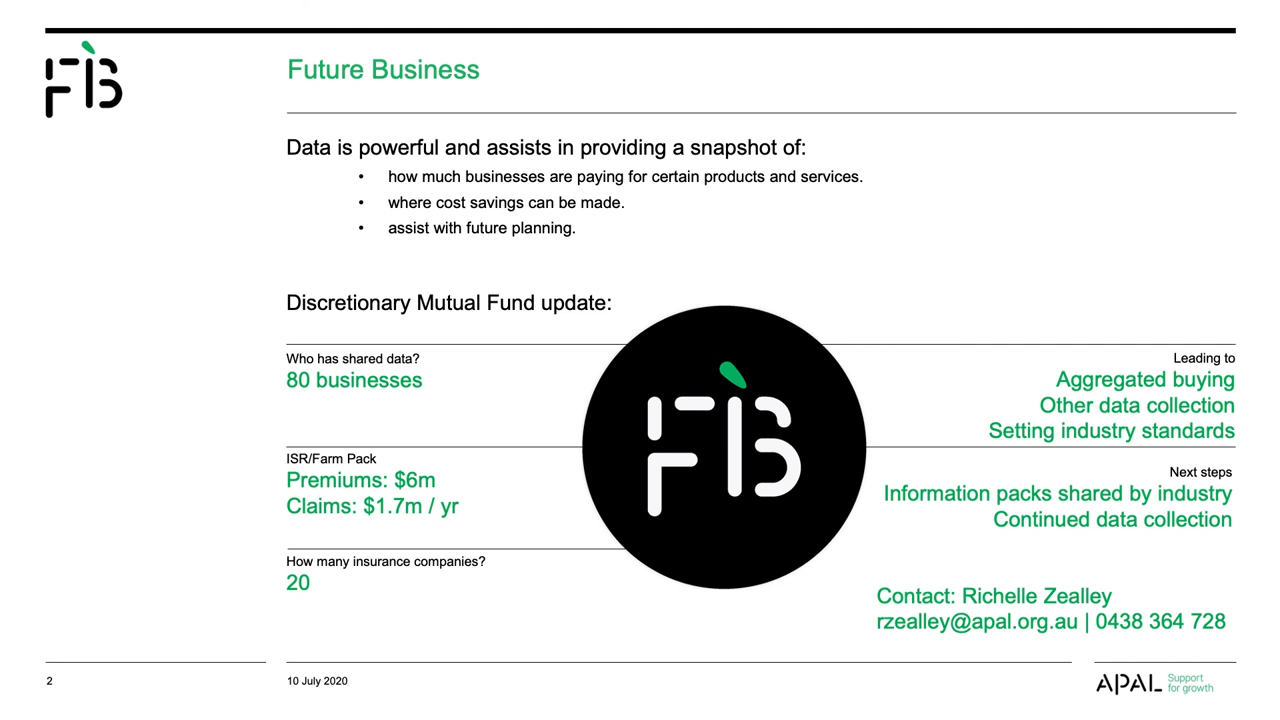 FB
Future Business
Data is powerful and assists in providing a snapshot of:
• how much businesses are paying for certain products and services.
• where cost savings can be made.
• assist with future planning.
Discretionary Mutual Fund update:
Who has shared data?
80 businesses
ISR/Farm Pack
Premiums: $6m
Claims: $1.7m / yr
How many insurance companies?
20
FB
Leading to
Aggregated buying
Other data collection
Setting industry standards
Next steps
Information packs shared by industry
Continued data collection
Contact: Richelle Zealley
rzealley@apal.org.au | 0438 364 728
2
10 July 2020
APAL
Support
for growth